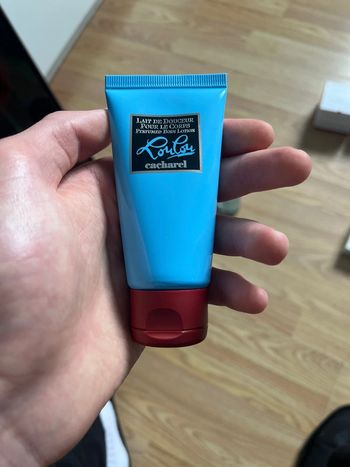 LAIT DE DOUCEUR
POUR LE CORPS
PERFUMED BODY LOTION
LouLou
cacharel